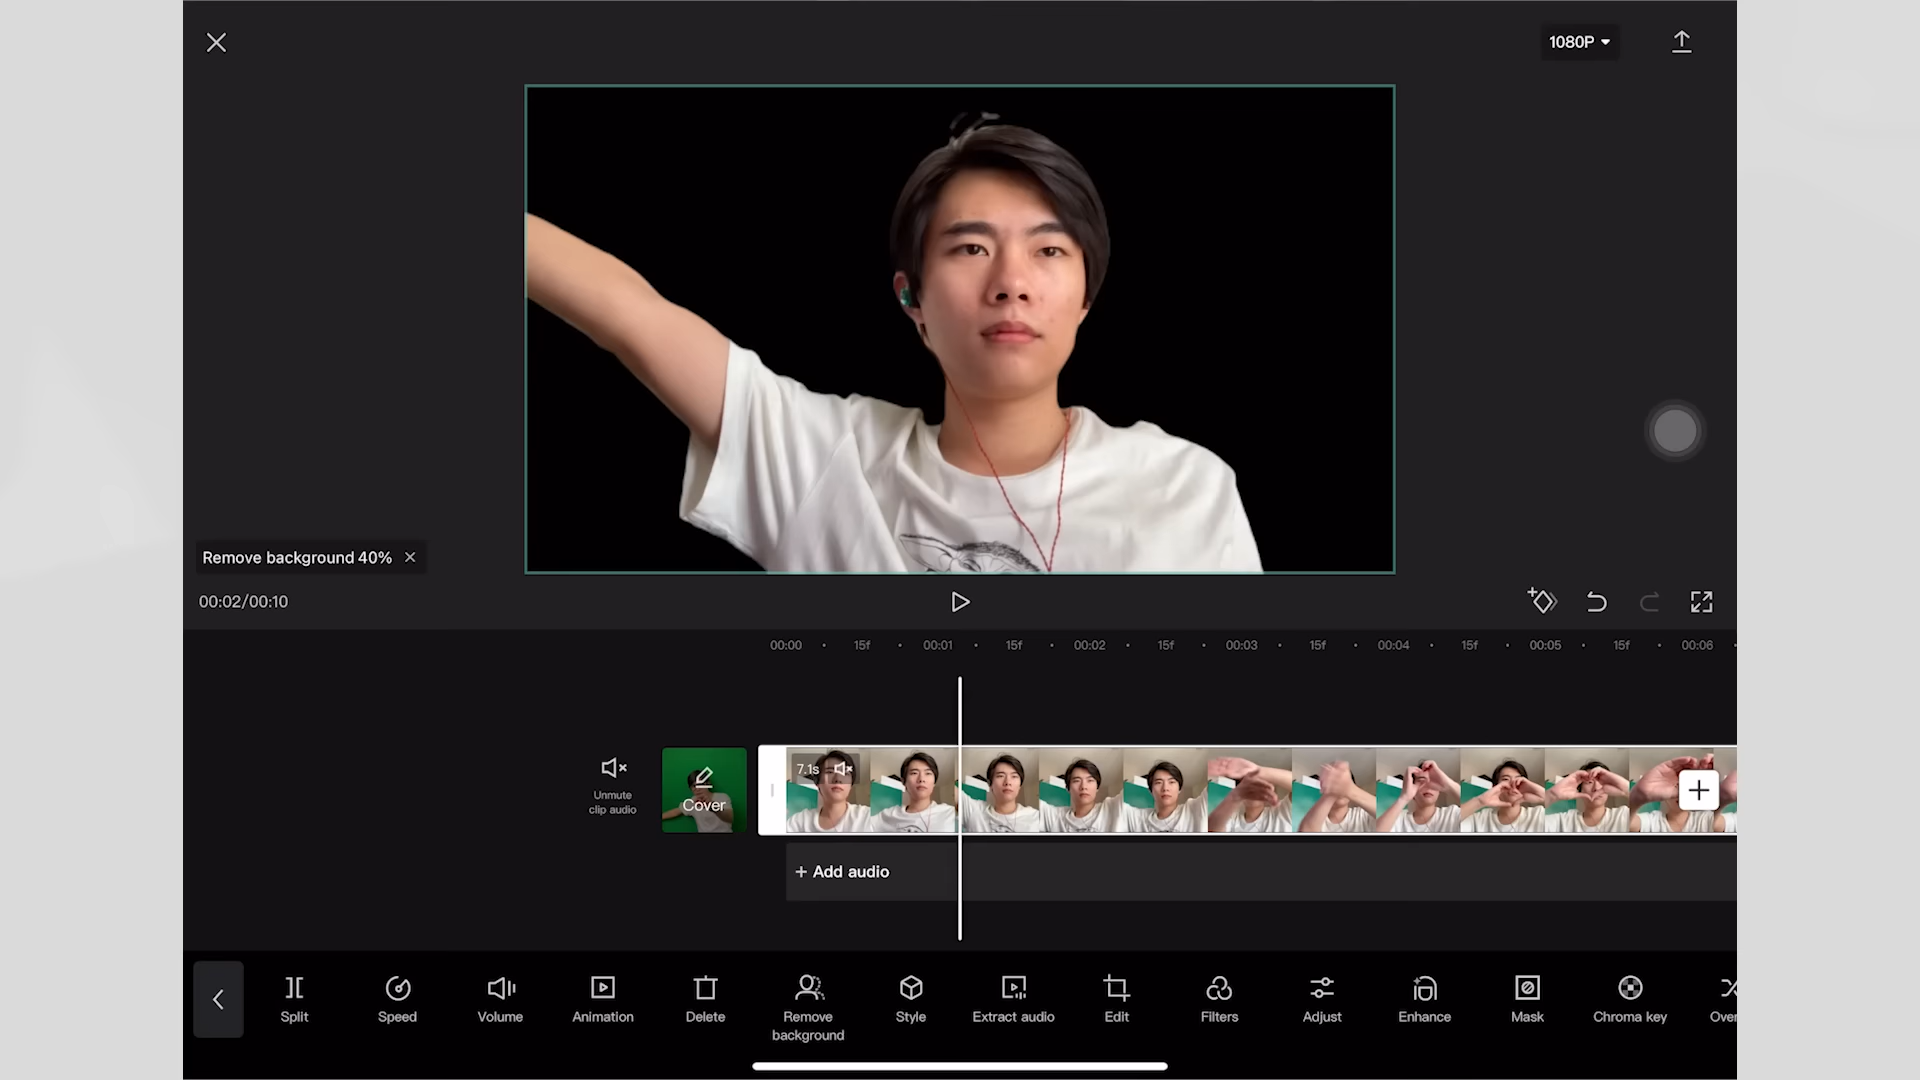 1080P
Remove background 40%
00:02/00:10
00:00 15f 00:01 15f 00:02 15f 00:03 15f 00:04 15f 00:05 15f 00:06
7.1s
Unmute
clip audio
Cover
+ Add audio
Split
Speed
Volume
Animation
Delete
Remove
background
Style
Extract audio
Edit
Filters
Adjust
Enhance
Mask
Chroma key
Over